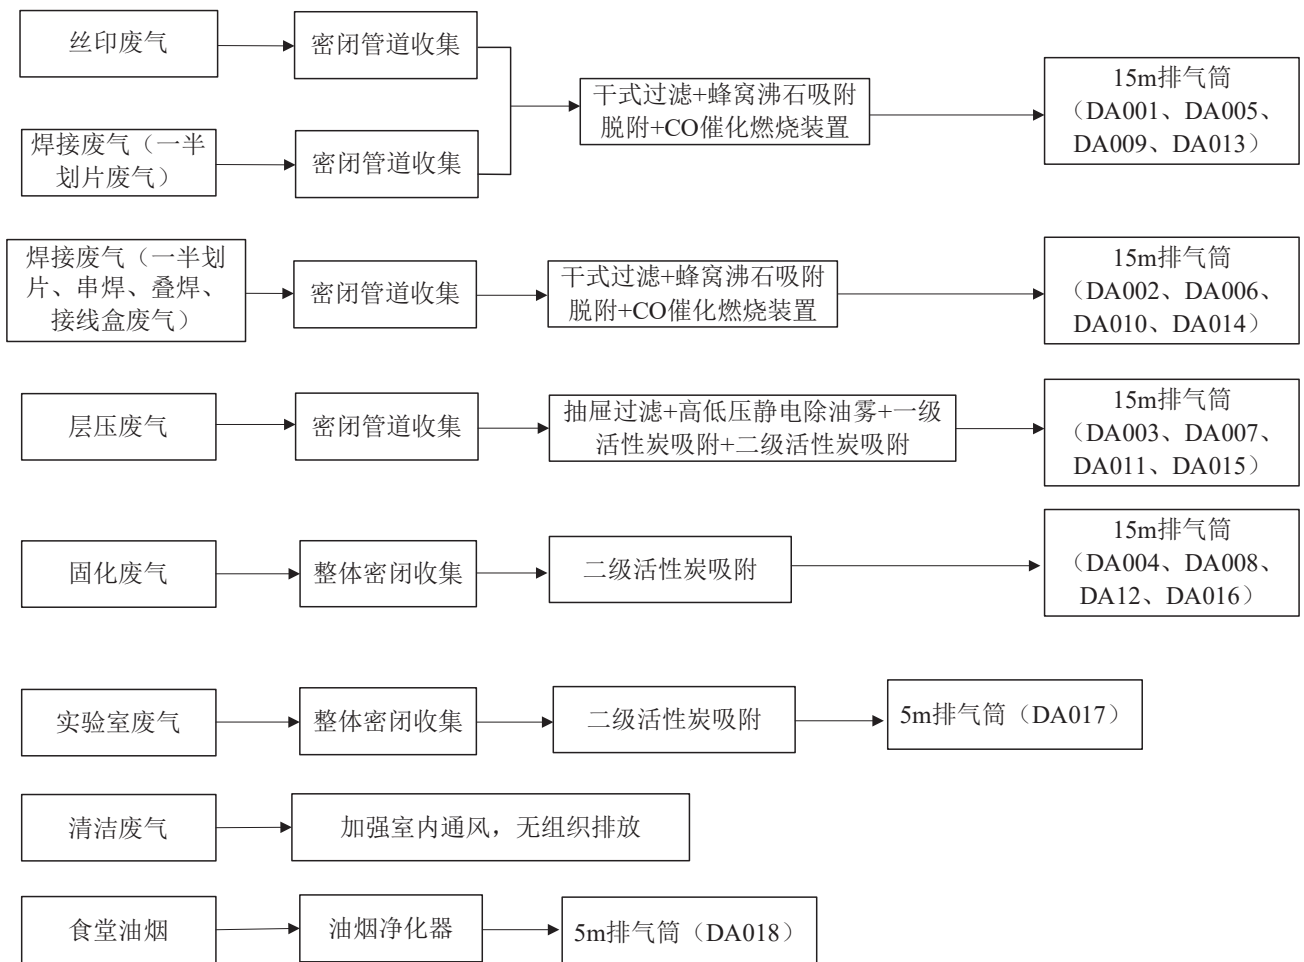 丝印废气
密闭管道收集
焊接废气（一半
划片废气）
密闭管道收集
干式过滤+蜂窝沸石吸附
脱附+CO催化燃烧装置
15m排气筒
（DA001、DA005、
DA009、DA013）
焊接废气（一半划
片、串焊、叠焊、
接线盒废气）
密闭管道收集
干式过滤+蜂窝沸石吸附
脱附+CO催化燃烧装置
15m排气筒
（DA002、DA006、
DA010、DA014）
层压废气
密闭管道收集
抽屉过滤+高低压静电除油雾+一级
活性炭吸附+二级活性炭吸附
15m排气筒
（DA003、DA007、
DA011、DA015）
固化废气
整体密闭收集
二级活性炭吸附
15m排气筒
（DA004、DA008、
DA12、DA016）
实验室废气
整体密闭收集
二级活性炭吸附
5m排气筒（DA017）
清洁废气
加强室内通风，无组织排放
食堂油烟
油烟净化器
5m排气筒（DA018）